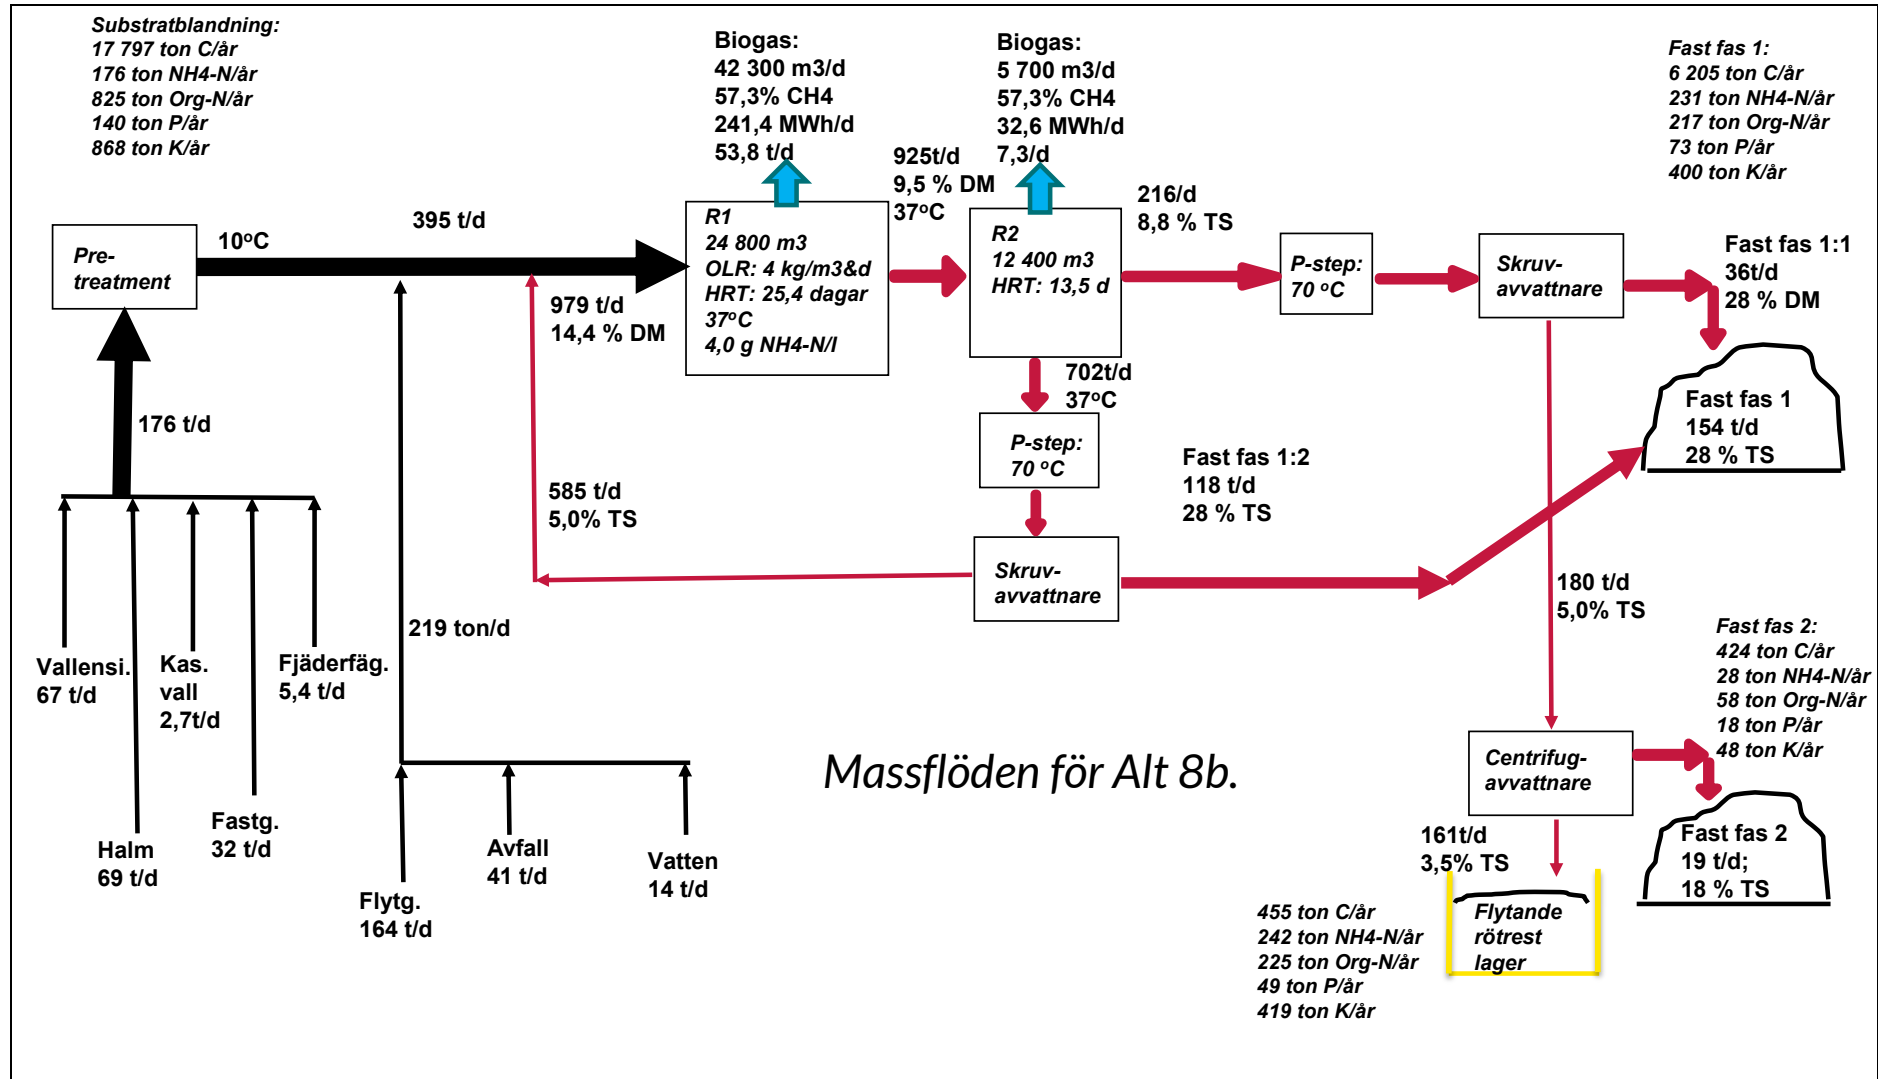 Substratblandning:
17 797 ton C/år
176 ton NH4-N/år
825 ton Org-N/år
140 ton P/år
868 ton K/år
Biogas:
42 300 m3/d
57,3% CH4
241,4 MWh/d
53,8 t/d
Biogas:
5 700 m3/d
57,3% CH4
32,6 MWh/d
7,3/d
Fast fas 1:
6 205 ton C/år
231 ton NH4-N/år
217 ton Org-N/år
73 ton P/år
400 ton K/år
925t/d
9,5 % DM
37°C
216/d
8,8 % TS
395 t/d
10°C
Pre-
treatment
R1
24 800 m3
OLR: 4 kg/m3&d
HRT: 25,4 dagar
37°C
4,0 g NH4-N/l
R2
12 400 m3
HRT: 13,5 d
P-step:
70 °C
Skruv-
avvattnare
Fast fas 1:1
36t/d
28 % DM
979 t/d
14,4 % DM
702t/d
37°C
176 t/d
P-step:
70 °C
Fast fas 1:2
118 t/d
28 % TS
Fast fas 1
154 t/d
28 % TS
585 t/d
5,0% TS
Skruv-
avvattnare
180 t/d
5,0% TS
219 ton/d
Vallensi.
67 t/d
Kas.
vall
2,7t/d
Fjäderfäg.
5,4 t/d
Fast fas 2:
424 ton C/år
28 ton NH4-N/år
58 ton Org-N/år
18 ton P/år
48 ton K/år
Massflöden för Alt 8b.
Centrifug-
avvattnare
Halm
69 t/d
Fastg.
32 t/d
Flytg.
164 t/d
Avfall
41 t/d
Vatten
14 t/d
161t/d
3,5% TS
Fast fas 2
19 t/d;
18 % TS
455 ton C/år
242 ton NH4-N/år
225 ton Org-N/år
49 ton P/år
419 ton K/år
Flytande
rötrest
lager